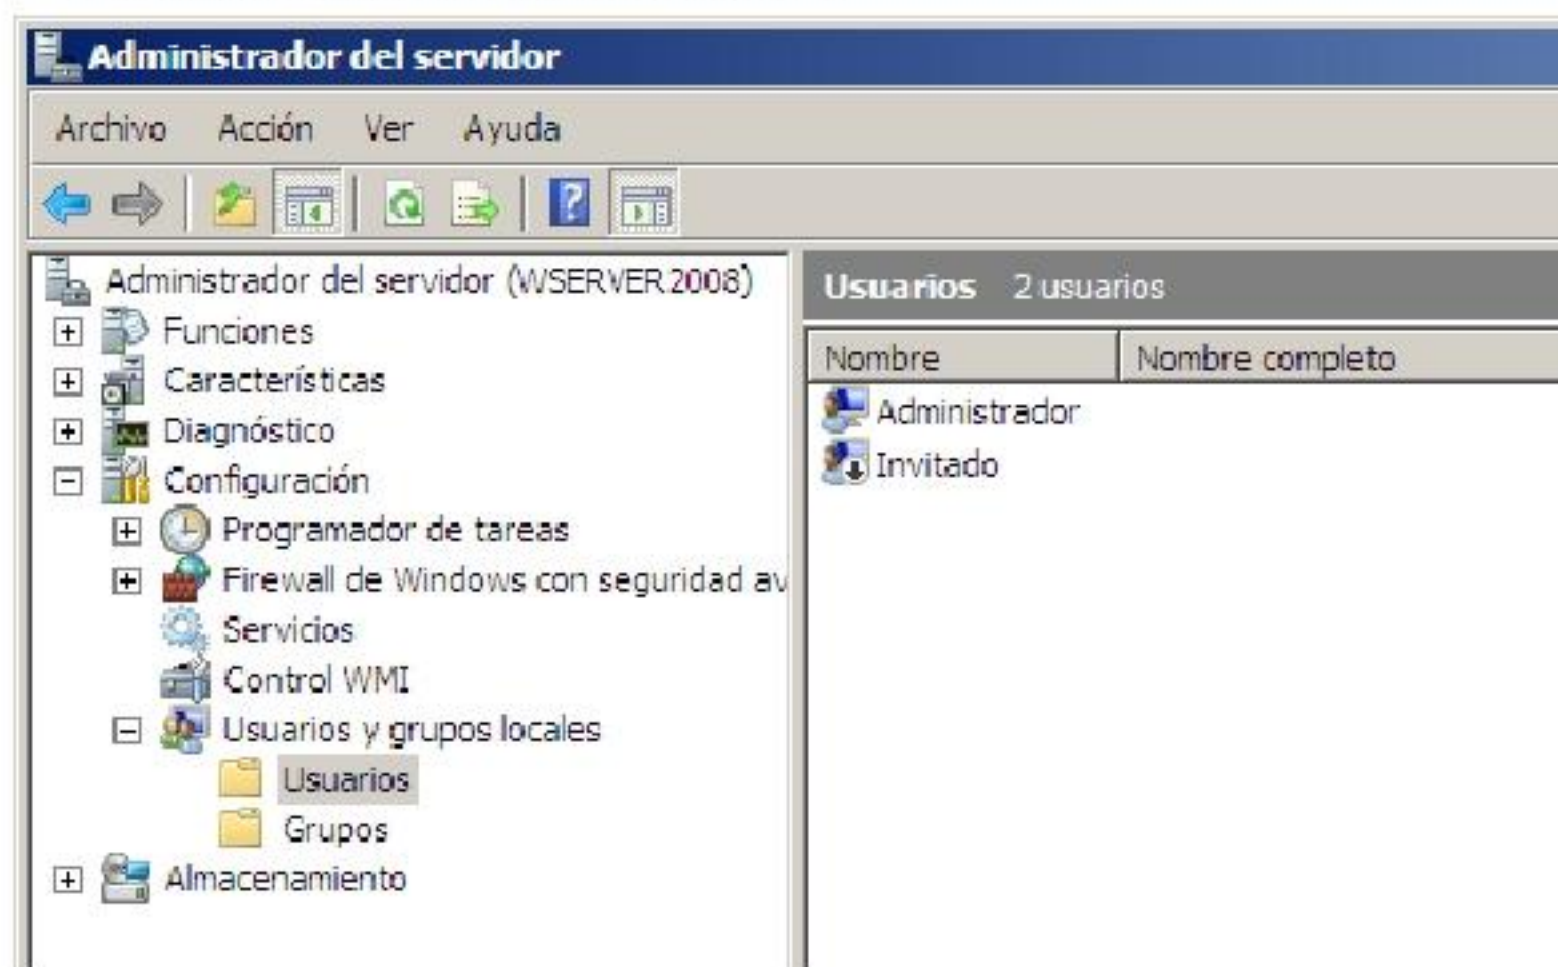 Administrador del servidor
Archivo Acción Ver Ayuda
Administrador del servidor (WSERVER2008)
Funciones
Características
Diagnóstico
Configuración
Programador de tareas
Firewall de Windows con seguridad av
Servicios
Control WMI
Usuarios y grupos locales
Usuarios
Grupos
Almacenamiento
Usuarios 2 usuarios
Nombre Nombre completo
Administrador
Invitado